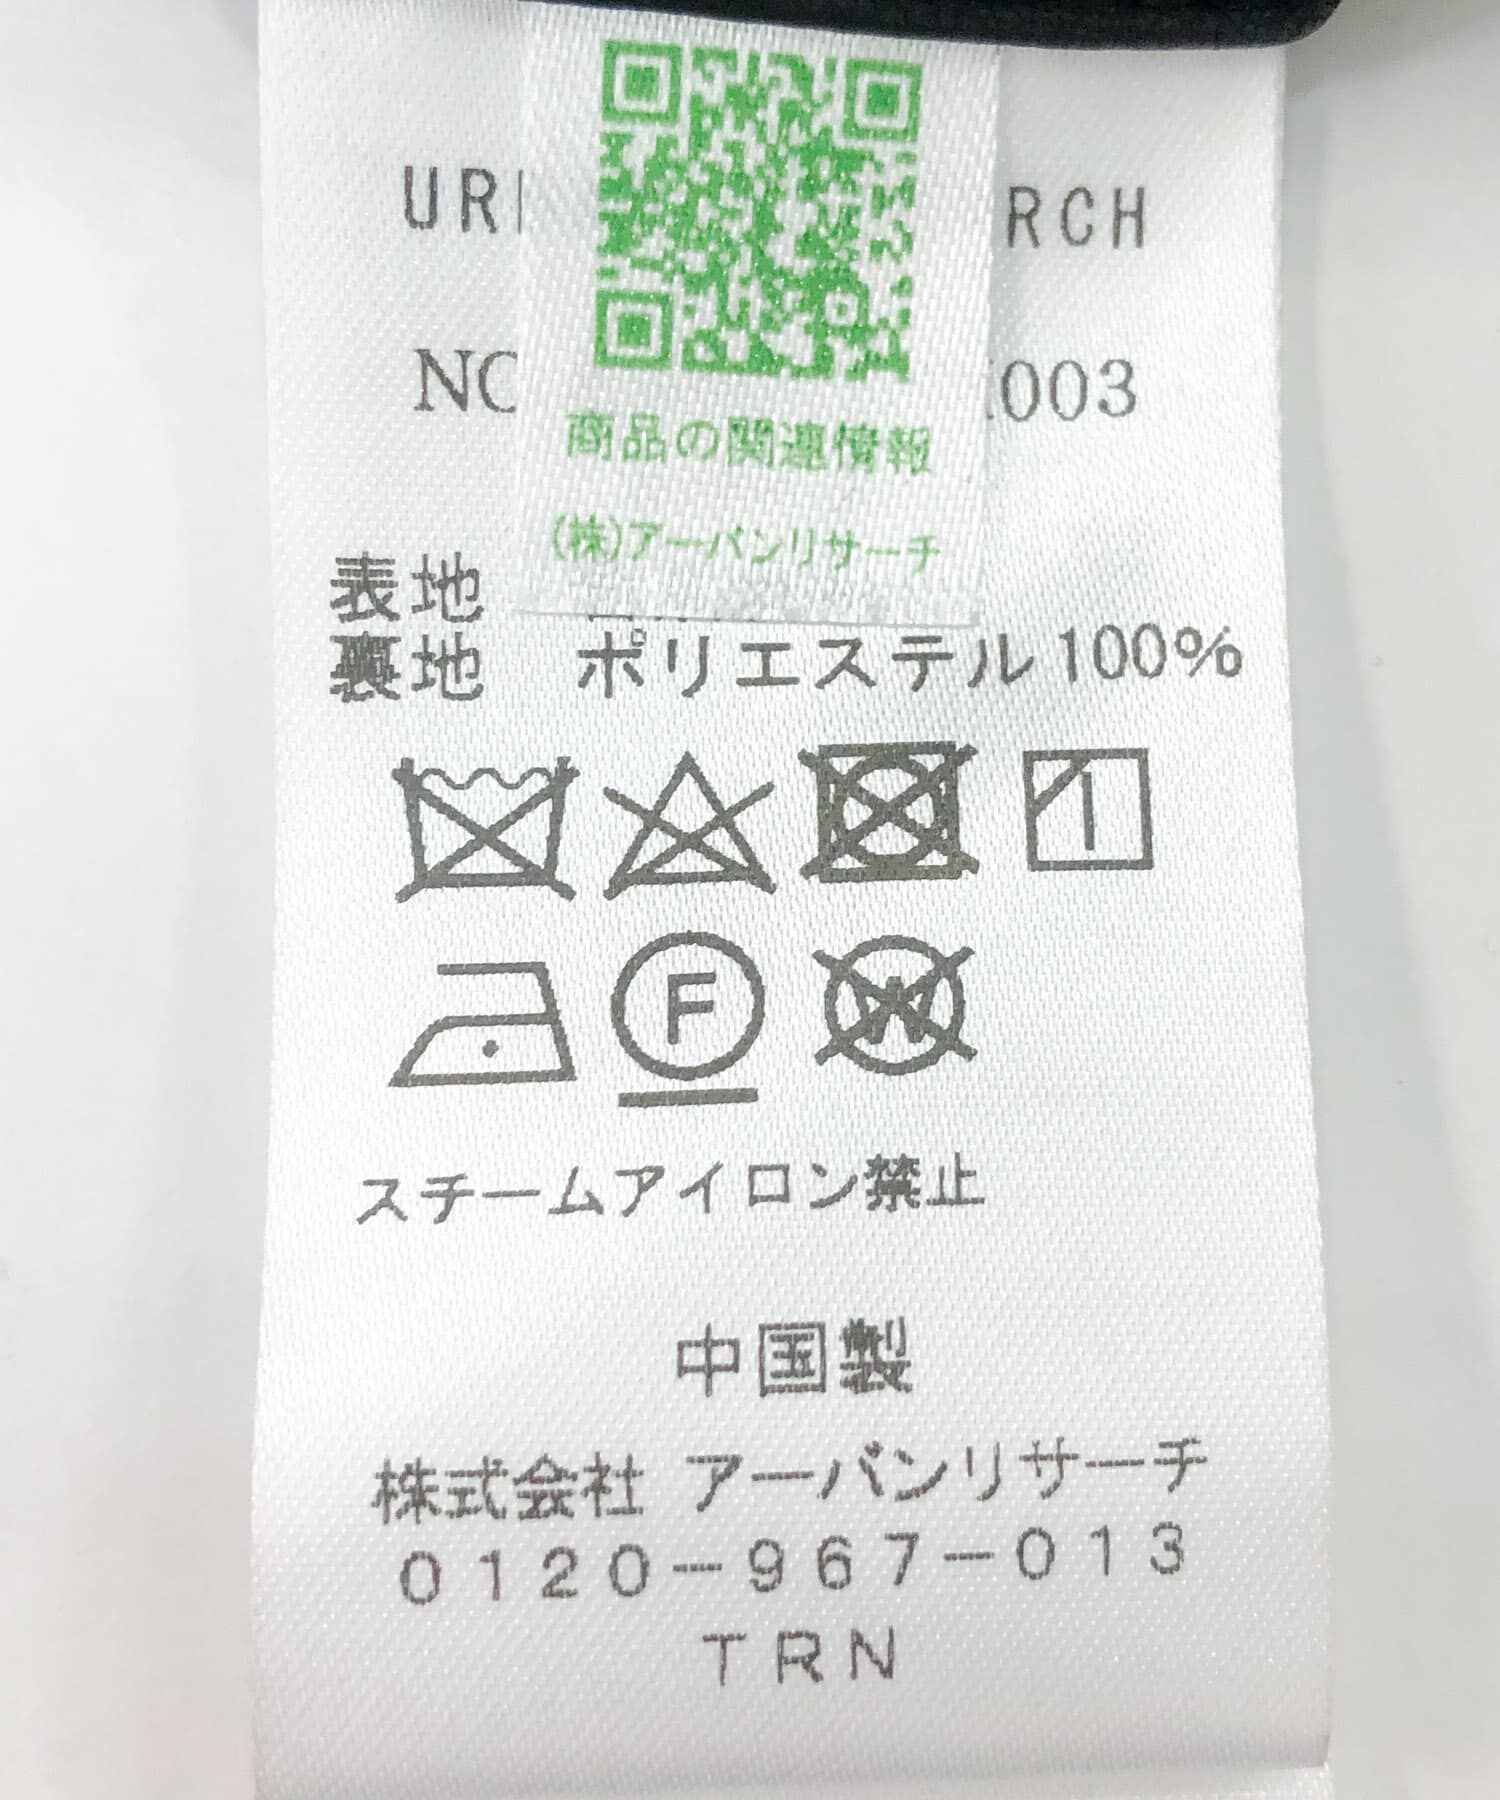 URB RCH
NO 003
商品の関連情報
(株)アーバンリサーチ
表地
裏地 ポリエステル100%
F
W
スチームアイロン禁止
中国製
株式会社 アーバンリサーチ
0120-967-013
TRN